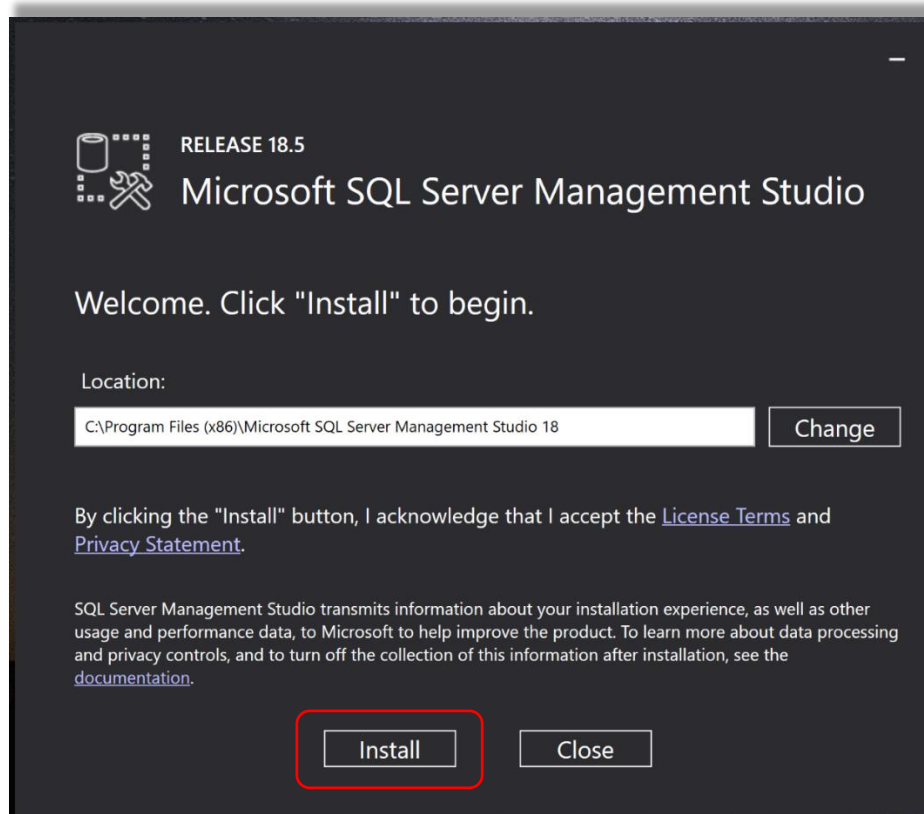 RELEASE 18.5
Microsoft SQL Server Management Studio
Welcome. Click "Install" to begin.
Location:
C:\Program Files (x86)\Microsoft SQL Server Management Studio 18
Change
By clicking the "Install" button, I acknowledge that I accept the License Terms and
Privacy Statement.
SQL Server Management Studio transmits information about your installation experience, as well as other
usage and performance data, to Microsoft to help improve the product. To learn more about data processing
and privacy controls, and to turn off the collection of this information after installation, see the
documentation.
Install
Close